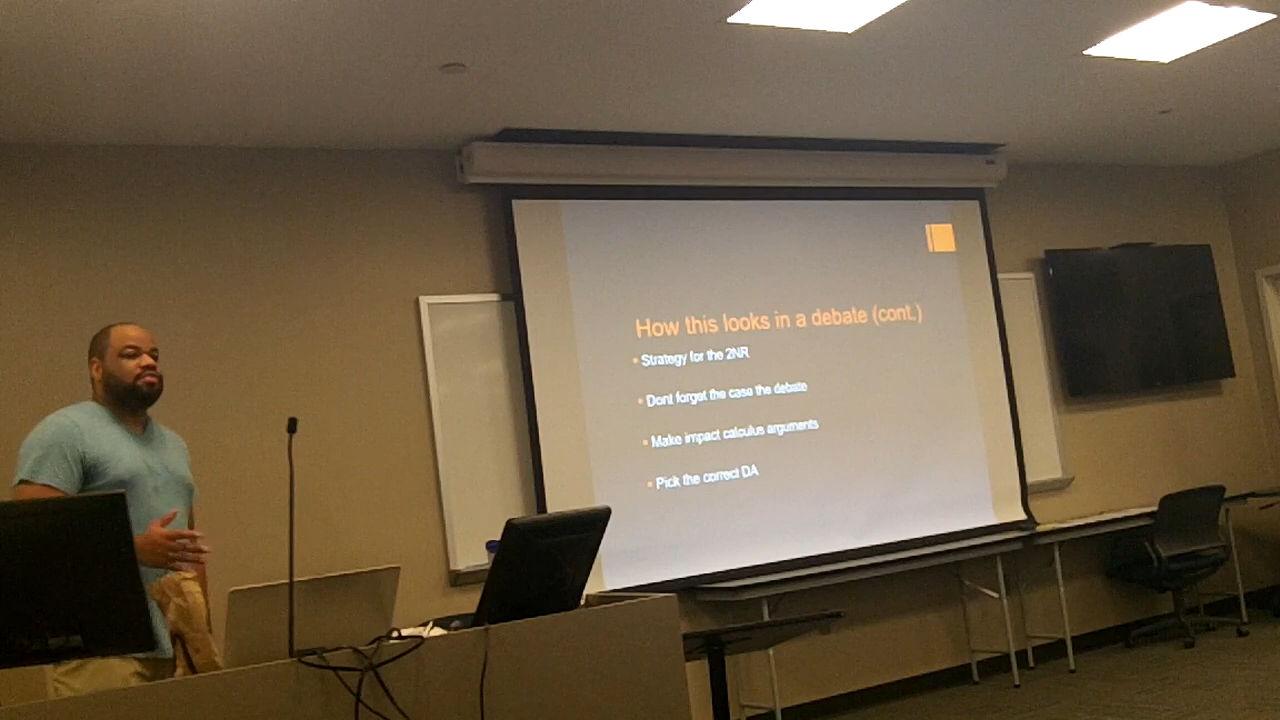 How this looks in a debate (cont.)
Strategy for the 2NR
Dont forget the case the debate
Make impact calculus arguments
Pick the correct DA